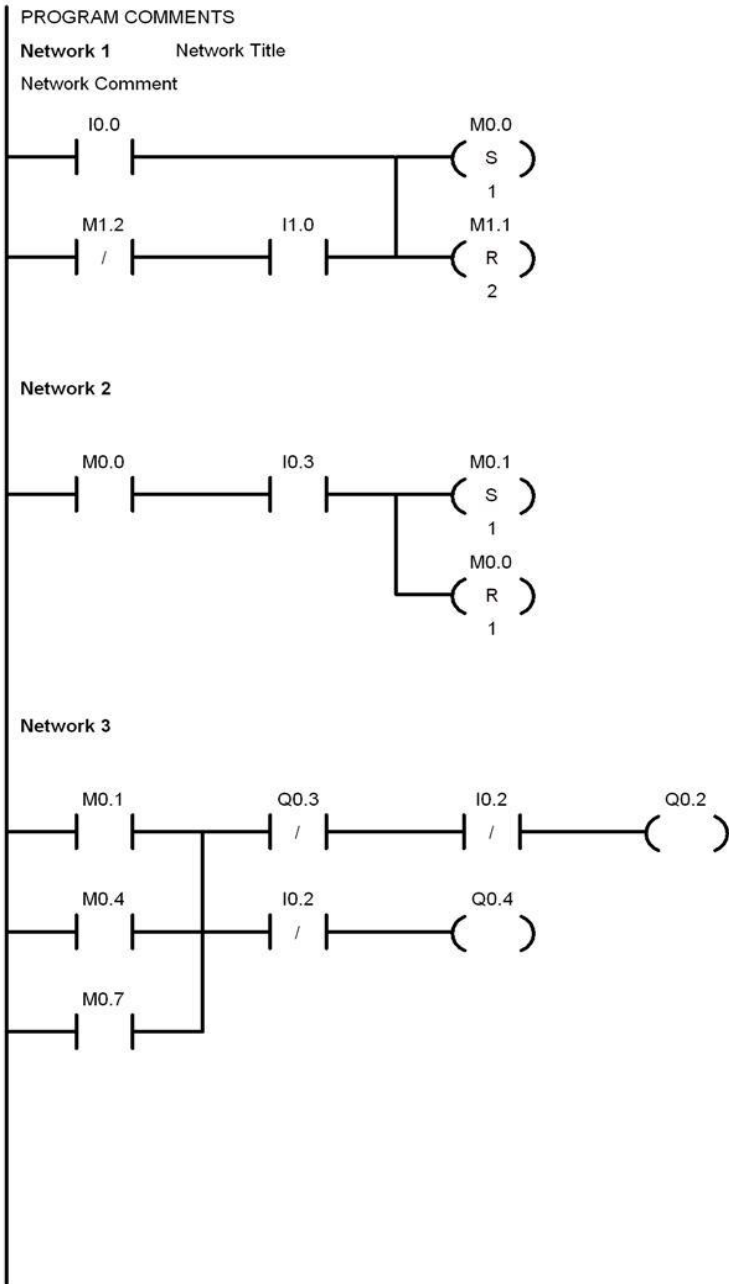 PROGRAM COMMENTS
Network 1 Network Title
Network Comment
I0.0 M0.0
S
1
M1.2 I1.0 M1.1
/ R
2
Network 2
M0.0 I0.3 M0.1
S
1
M0.0
R
1
Network 3
M0.1 Q0.3 I0.2 Q0.2
/ /
M0.4 I0.2 Q0.4
/
M0.7